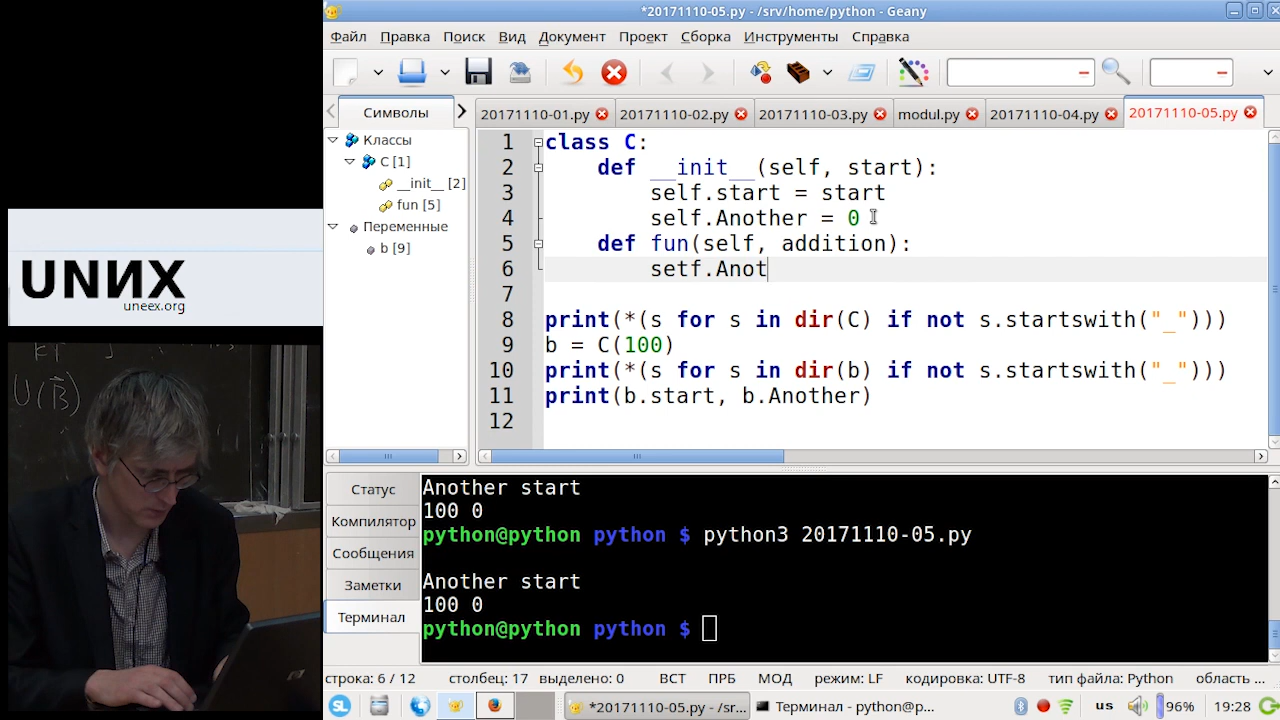 *20171110-05.py - /srv/home/python - Geany
Файл Правка Поиск Вид Документ Проект Сборка Инструменты Справка
Символы
20171110-01.py 20171110-02.py 20171110-03.py modul.py 20171110-04.py 20171110-05.py
Классы
C [1]
__init__ [2]
fun [5]
Переменные
b [9]
1 class C:
2     def __init__(self, start):
3         self.start = start
4         self.Another = 0
5     def fun(self, addition):
6         setf.Anot
7
8 print(*(s for s in dir(C) if not s.startswith("_")))
9 b = C(100)
10 print(*(s for s in dir(b) if not s.startswith("_")))
11 print(b.start, b.Another)
12
UNИX
uneex.org
U(B)
Статус
Компилятор
Сообщения
Заметки
Терминал
Another start
100 0
python@python python $ python3 20171110-05.py
Another start
100 0
python@python python $
строка: 6 / 12 столбец: 17 выделено: 0 ВСТ ПРБ МОД режим: LF кодировка: UTF-8 тип файла: Python область ...
*20171110-05.py - /sr... Терминал - python@p... us 96% 19:28